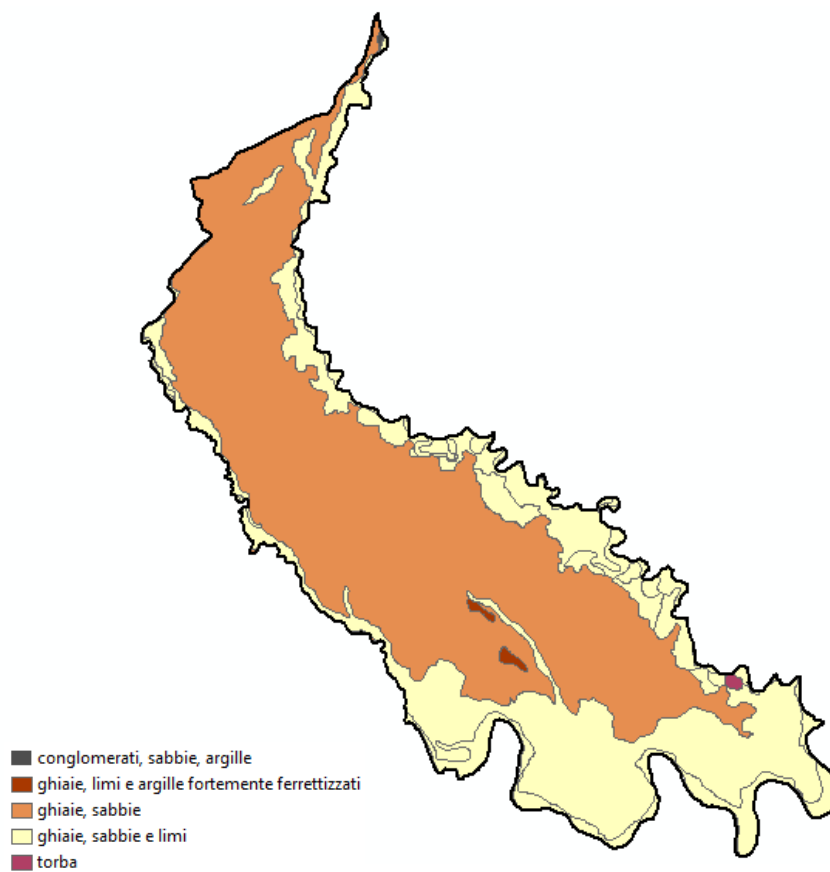 conglomerati, sabbie, argille
ghiaie, limi e argille fortemente ferrettizzati
ghiaie, sabbie
ghiaie, sabbie e limi
torba